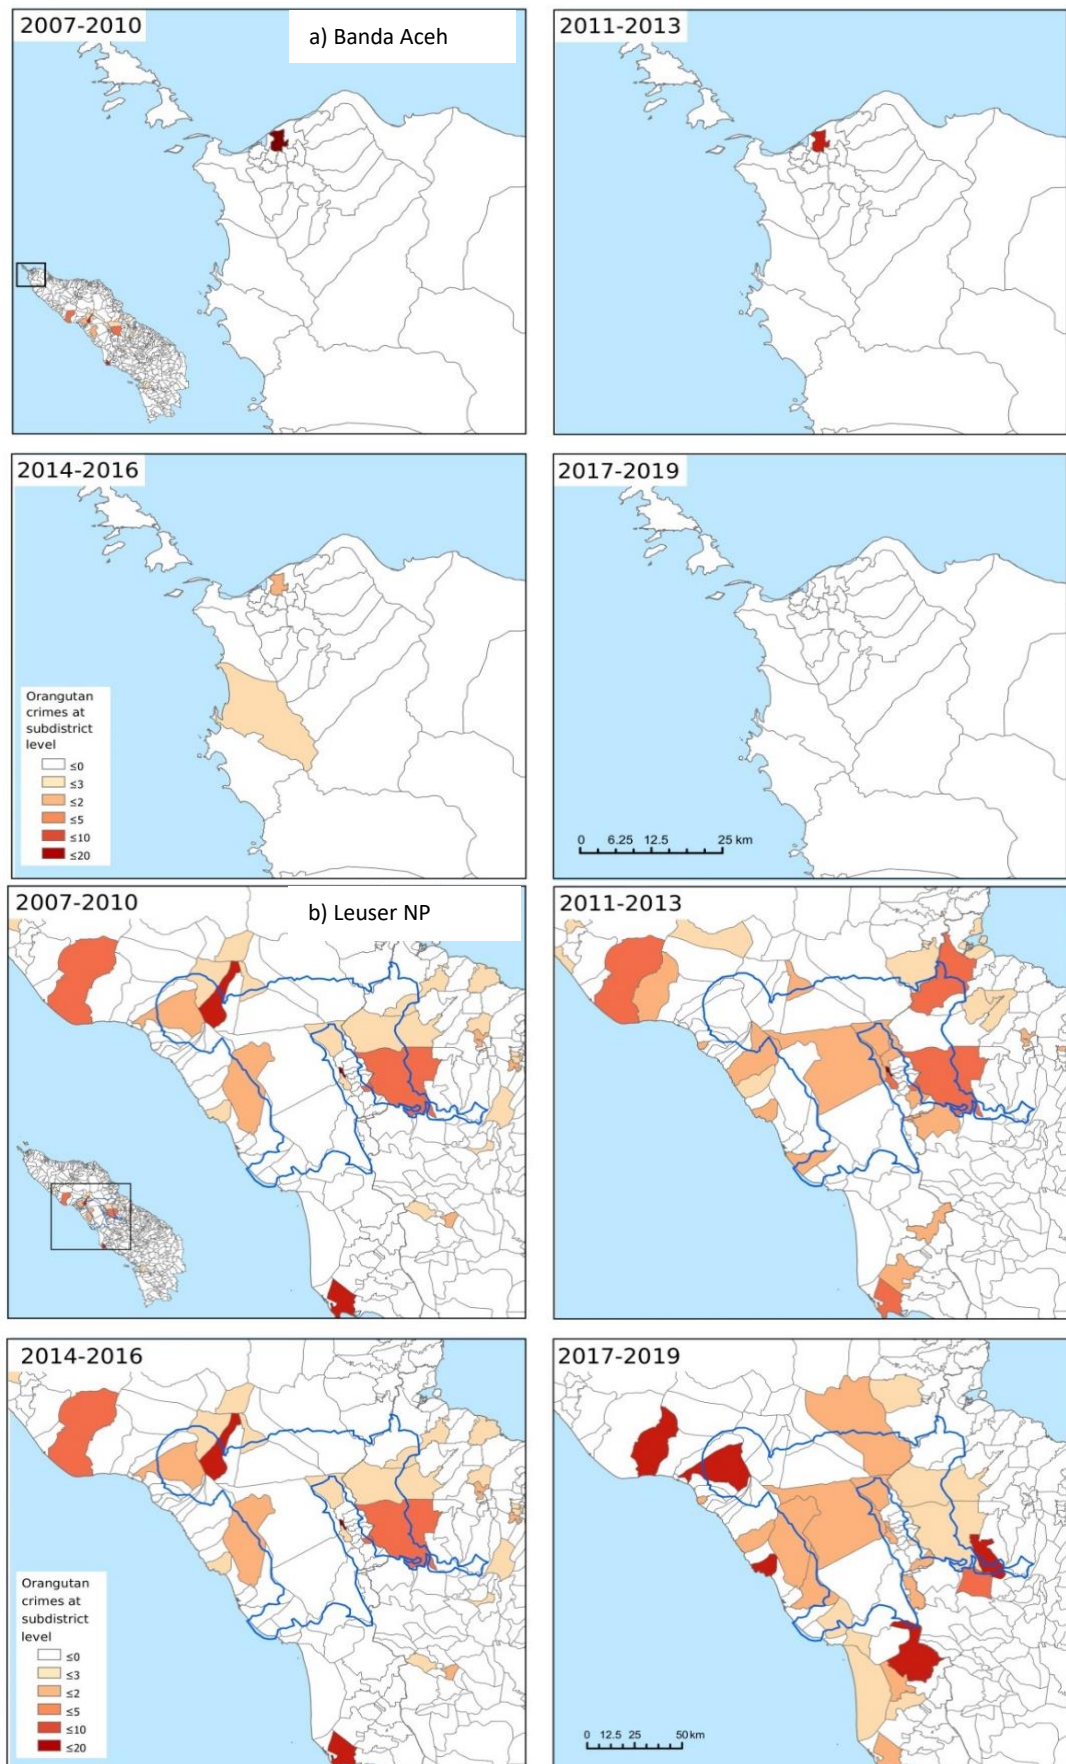 2007-2010
a) Banda Aceh
2011-2013
2014-2016
Orangutan
crimes at
subdistrict
level
≤0
≤3
≤2
≤5
≤10
≤20
2017-2019
0 6.25 12.5 25 km
2007-2010
b) Leuser NP
2011-2013
2014-2016
Orangutan
crimes at
subdistrict
level
≤0
≤3
≤2
≤5
≤10
≤20
2017-2019
0 12.5 25 50 km